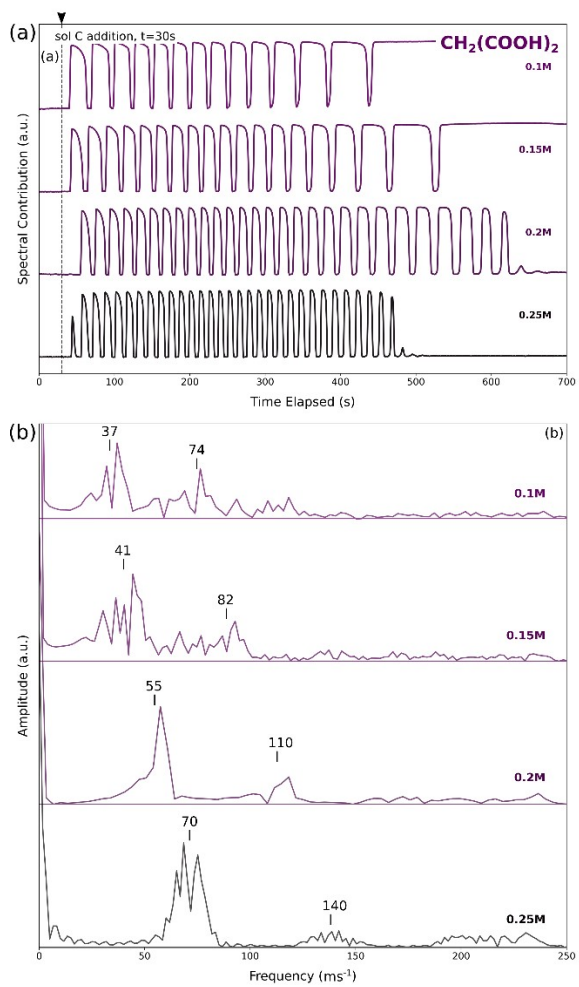 (a)
sol C addition, t=30s
(a)
CH₂(COOH)₂
0.1M
0.15M
0.2M
0.25M
Spectral Contribution (a.u.)
0 100 200 300 400 500 600 700
Time Elapsed (s)
(b)
(b)
37
74
0.1M
41
82
0.15M
55
110
0.2M
70
140
0.25M
Amplitude (a.u.)
0 50 100 150 200 250
Frequency (ms⁻¹)